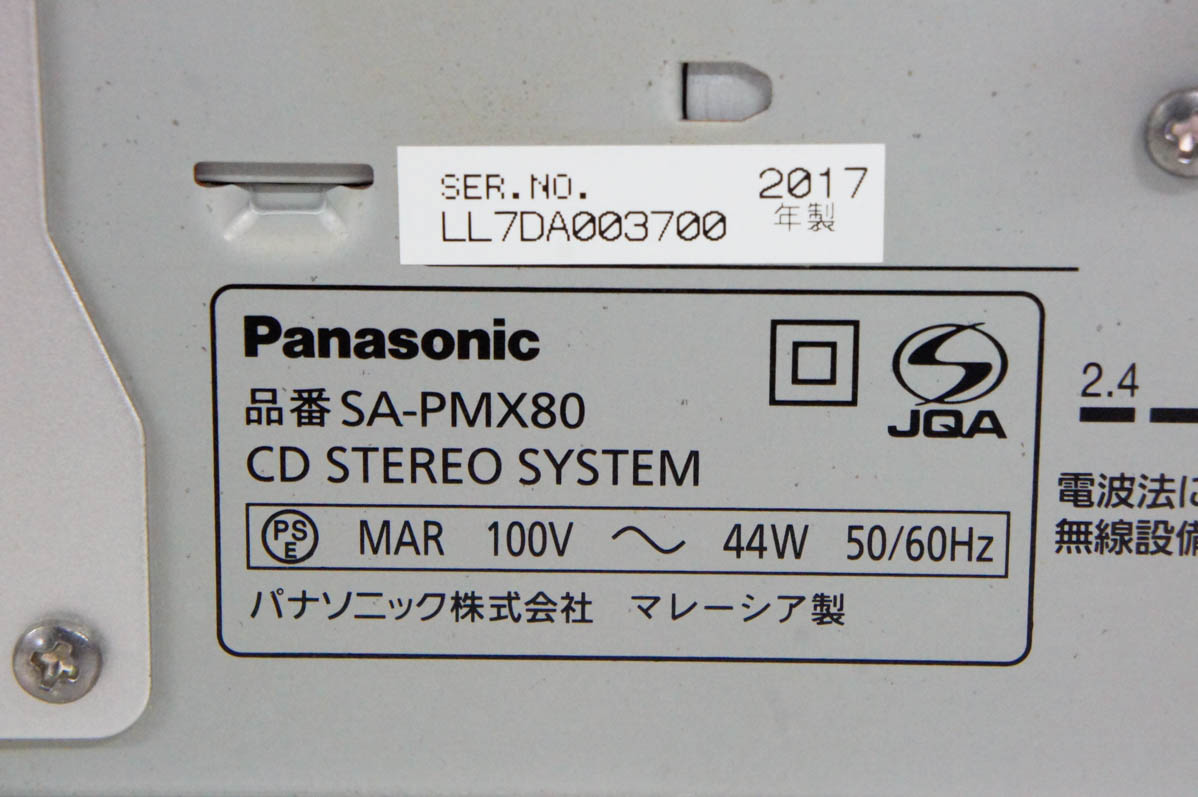 SER.NO. 2017
LL7DA003700 年製
Panasonic
品番 SA-PMX80
CD STEREO SYSTEM
JQA
PSE MAR 100V ～ 44W 50/60Hz
パナソニック株式会社 マレーシア製
2.4
電波法に
無線設備